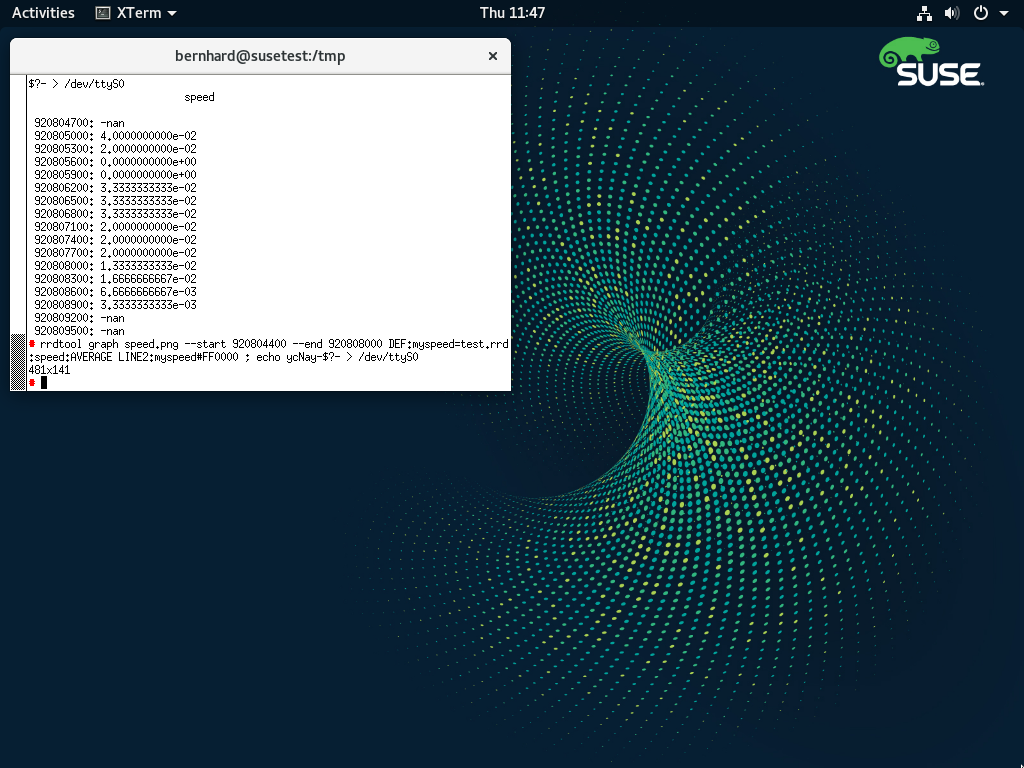 Activities XTerm Thu 11:47
SUSE
bernhard@susetest:/tmp
$?- > /dev/ttyS0
speed
920804700: -nan
920805000: 4.0000000000e-02
920805300: 2.0000000000e-02
920805600: 0.0000000000e+00
920805900: 0.0000000000e+00
920806200: 3.3333333333e-02
920806500: 3.3333333333e-02
920806800: 3.3333333333e-02
920807100: 2.0000000000e-02
920807400: 2.0000000000e-02
920807700: 2.0000000000e-02
920808000: 1.3333333333e-02
920808300: 1.6666666667e-02
920808600: 6.6666666667e-03
920808900: 3.3333333333e-03
920809200: -nan
920809500: -nan
# rrdtool graph speed.png --start 920804400 --end 920808000 DEF:myspeed=test.rrd
:speed:AVERAGE LINE2:myspeed#FF0000 ; echo ycNay-$?- > /dev/ttyS0
481x141
#